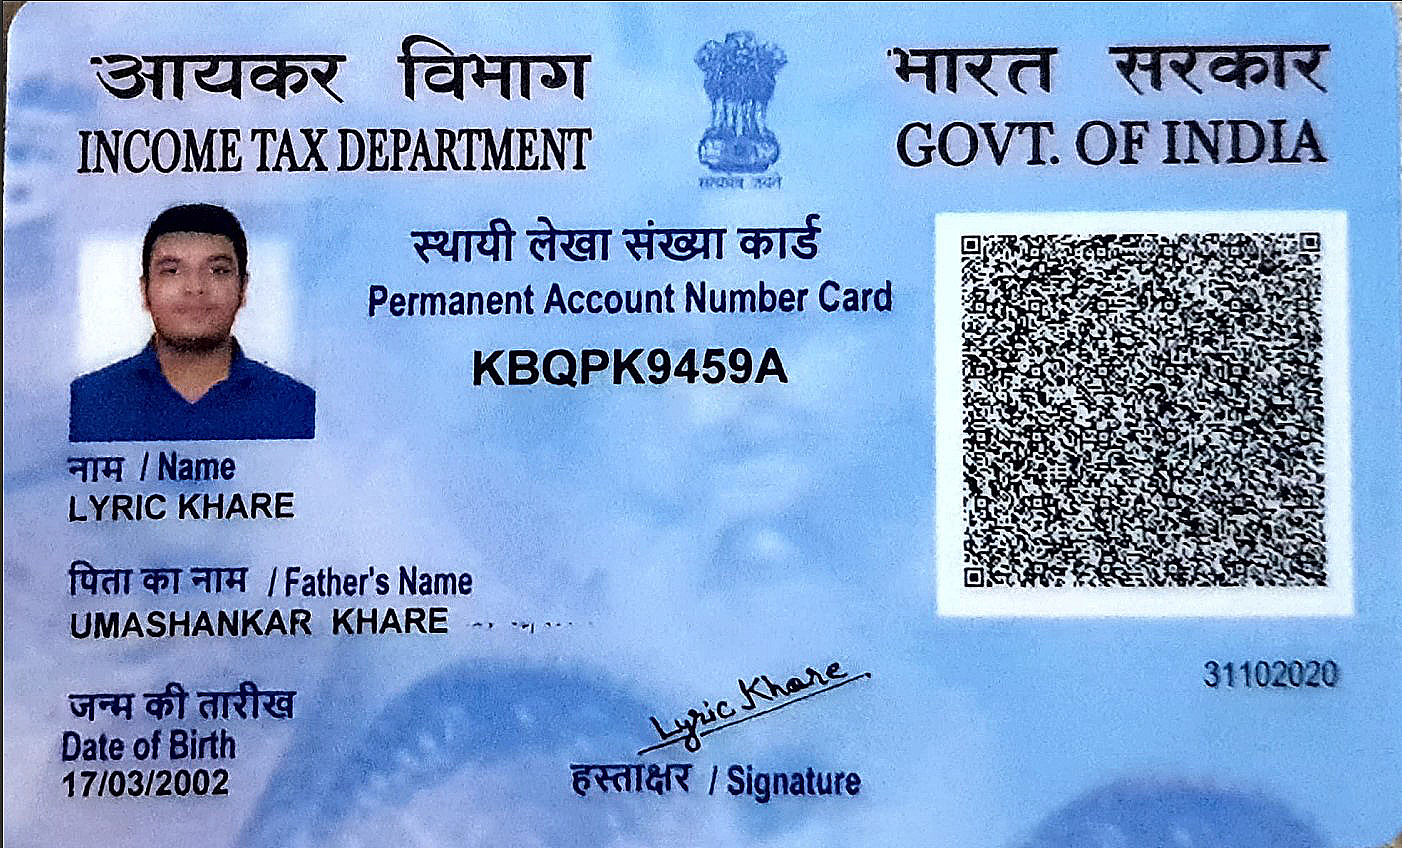 आयकर विभाग
INCOME TAX DEPARTMENT
भारत सरकार
GOVT. OF INDIA
सत्यमेव जयते
स्थायी लेखा संख्या कार्ड
Permanent Account Number Card
KBQPK9459A
नाम / Name
LYRIC KHARE
पिता का नाम / Father's Name
UMASHANKAR KHARE
जन्म की तारीख
Date of Birth
17/03/2002
Lyric Khare
हस्ताक्षर / Signature
31102020